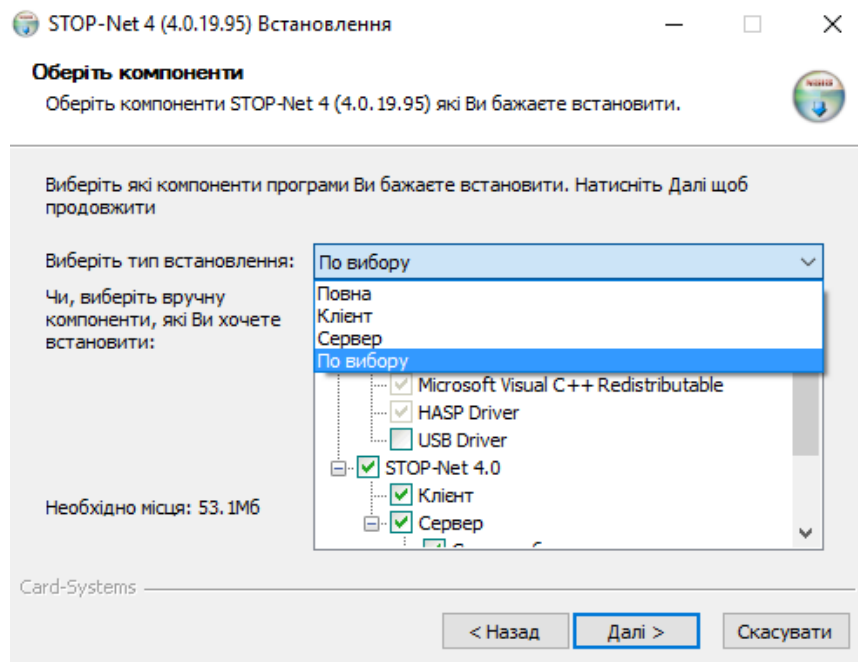 STOP-Net 4 (4.0.19.95) Встановлення
Оберіть компоненти
Оберіть компоненти STOP-Net 4 (4.0.19.95) які Ви бажаєте встановити.
Виберіть які компоненти програми Ви бажаєте встановити. Натисніть Далі щоб
продовжити
Виберіть тип встановлення:
По вибору
Чи, виберіть вручну
компоненти, які Ви хочете
встановити:
Повна
Клієнт
Сервер
По вибору
Microsoft Visual C++ Redistributable
HASP Driver
USB Driver
STOP-Net 4.0
Клієнт
Сервер
Необхідно місця: 53.1Мб
Card-Systems
< Назад
Далі >
Скасувати